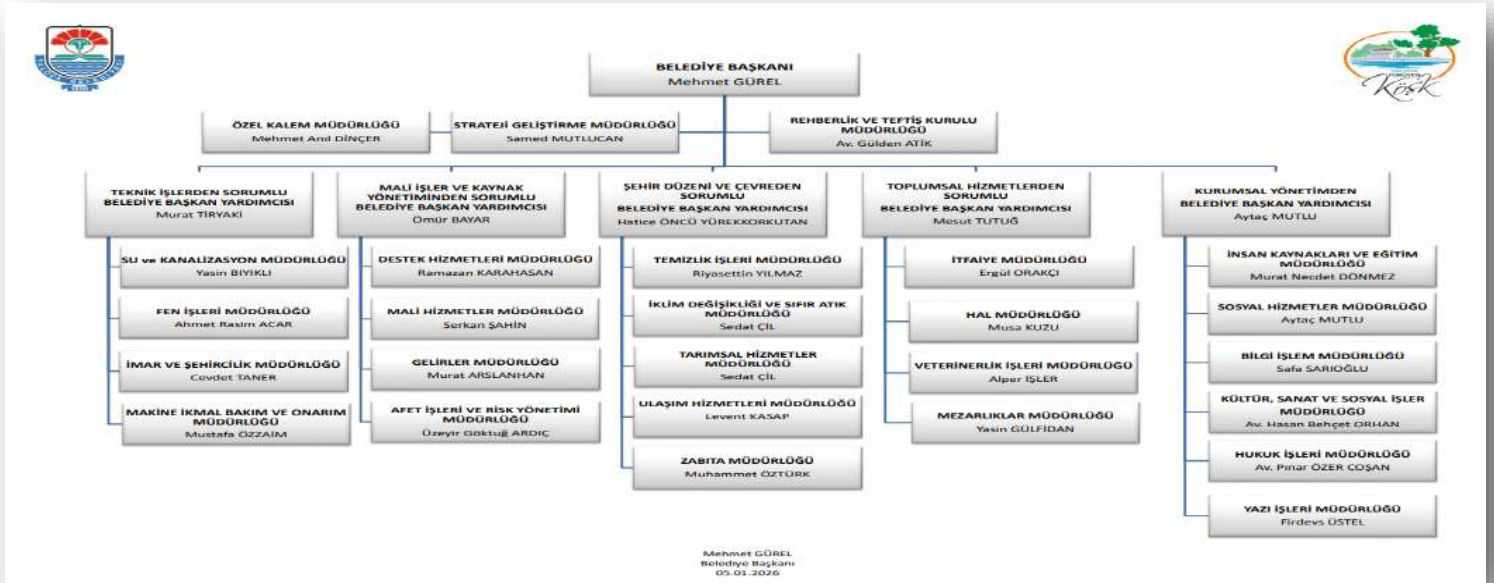 YALOVA BELEDİYESİ
Köşk
BELEDİYE BAŞKANI
Mehmet GÜREL
ÖZEL KALEM MÜDÜRLÜĞÜ
Mehmet Anıl DİNÇER
STRATEJİ GELİŞTİRME MÜDÜRLÜĞÜ
Samed MUTLUCAN
REHBERLİK VE TEFTİŞ KURULU
MÜDÜRLÜĞÜ
Av. Gülden ATİK
TEKNİK İŞLERDEN SORUMLU
BELEDİYE BAŞKAN YARDIMCISI
Murat TİRYAKİ
SU ve KANALİZASYON MÜDÜRLÜĞÜ
Yasin BIYIKLI
FEN İŞLERİ MÜDÜRLÜĞÜ
Ahmet Rasim ACAR
İMAR VE ŞEHİRCİLİK MÜDÜRLÜĞÜ
Cevdet TANER
MAKİNE İKMAL BAKIM VE ONARIM
MÜDÜRLÜĞÜ
Mustafa ÖZZAİM
MALİ İŞLER VE KAYNAK
YÖNETİMİNDEN SORUMLU
BELEDİYE BAŞKAN YARDIMCISI
Ömür BAYAR
DESTEK HİZMETLERİ MÜDÜRLÜĞÜ
Ramazan KARAHASAN
MALİ HİZMETLER MÜDÜRLÜĞÜ
Serkan ŞAHİN
GELİRLER MÜDÜRLÜĞÜ
Murat ARSLANHAN
AFET İŞLERİ VE RİSK YÖNETİMİ
MÜDÜRLÜĞÜ
Üzeyir Göktuğ ARDIÇ
ŞEHİR DÜZENİ VE ÇEVREDEN
SORUMLU
BELEDİYE BAŞKAN YARDIMCISI
Hatice ÖNCÜ YÜREKKORKUTAN
TEMİZLİK İŞLERİ MÜDÜRLÜĞÜ
Riyasettin YILMAZ
İKLİM DEĞİŞİKLİĞİ VE SIFIR ATIK
MÜDÜRLÜĞÜ
Sedat ÇİL
TARIMSAL HİZMETLER
MÜDÜRLÜĞÜ
Sedat ÇİL
ULAŞIM HİZMETLERİ MÜDÜRLÜĞÜ
Levent KASAP
ZABITA MÜDÜRLÜĞÜ
Muhammet ÖZTÜRK
TOPLUMSAL HİZMETLERDEN
SORUMLU
BELEDİYE BAŞKAN YARDIMCISI
Mesut TUTUĞ
İTFAİYE MÜDÜRLÜĞÜ
Ergül ORAKÇI
HAL MÜDÜRLÜĞÜ
Musa KUZU
VETERİNERLİK İŞLERİ MÜDÜRLÜĞÜ
Alper İŞLER
MEZARLIKLAR MÜDÜRLÜĞÜ
Yasin GÜLFİDAN
KURUMSAL YÖNETİMDEN
BELEDİYE BAŞKAN YARDIMCISI
Aytaç MUTLU
İNSAN KAYNAKLARI VE EĞİTİM
MÜDÜRLÜĞÜ
Murat Necdet DÖNMEZ
SOSYAL HİZMETLER MÜDÜRLÜĞÜ
Aytaç MUTLU
BİLGİ İŞLEM MÜDÜRLÜĞÜ
Safa SARIOĞLU
KÜLTÜR, SANAT VE SOSYAL İŞLER
MÜDÜRLÜĞÜ
Av. Hasan Behçet ORHAN
HUKUK İŞLERİ MÜDÜRLÜĞÜ
Av. Pınar ÖZER COŞAN
YAZI İŞLERİ MÜDÜRLÜĞÜ
Firdevs ÜSTEL
Mehmet GÜREL
Belediye Başkanı
05.01.2026